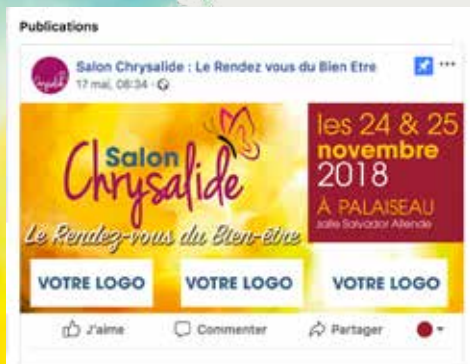 Publications
Salon Chrysalide : Le Rendez vous du Bien Etre
17 mai, 08:34
Salon
Chrysalide
Le Rendez-vous du Bien-être
les 24 & 25
novembre
2018
À PALAISEAU
Salle Salvador Allende
VOTRE LOGO VOTRE LOGO VOTRE LOGO
J'aime Commenter Partager